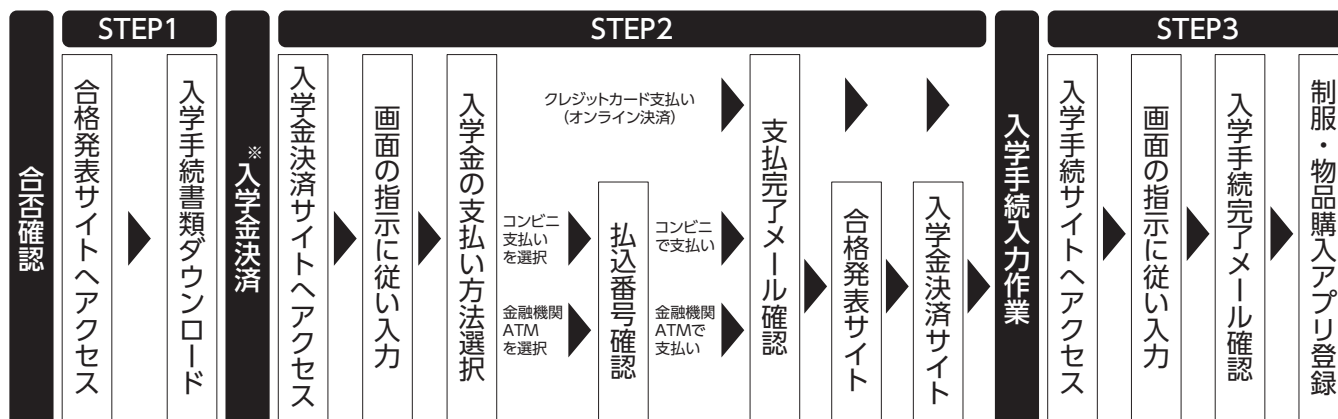 合否確認
STEP1
合格発表サイトへアクセス
入学手続書類ダウンロード
※入学金決済
STEP2
入学金決済サイトへアクセス
画面の指示に従い入力
入学金の支払い方法選択
クレジットカード支払い
（オンライン決済）
コンビニ
支払い
を選択
金融機関
ATM
を選択
払込番号確認
コンビニ
で支払い
金融機関
ATMで
支払い
支払完了メール確認
合格発表サイト
入学金決済サイト
入学手続入力作業
STEP3
入学手続サイトへアクセス
画面の指示に従い入力
入学手続完了メール確認
制服・物品購入アプリ登録